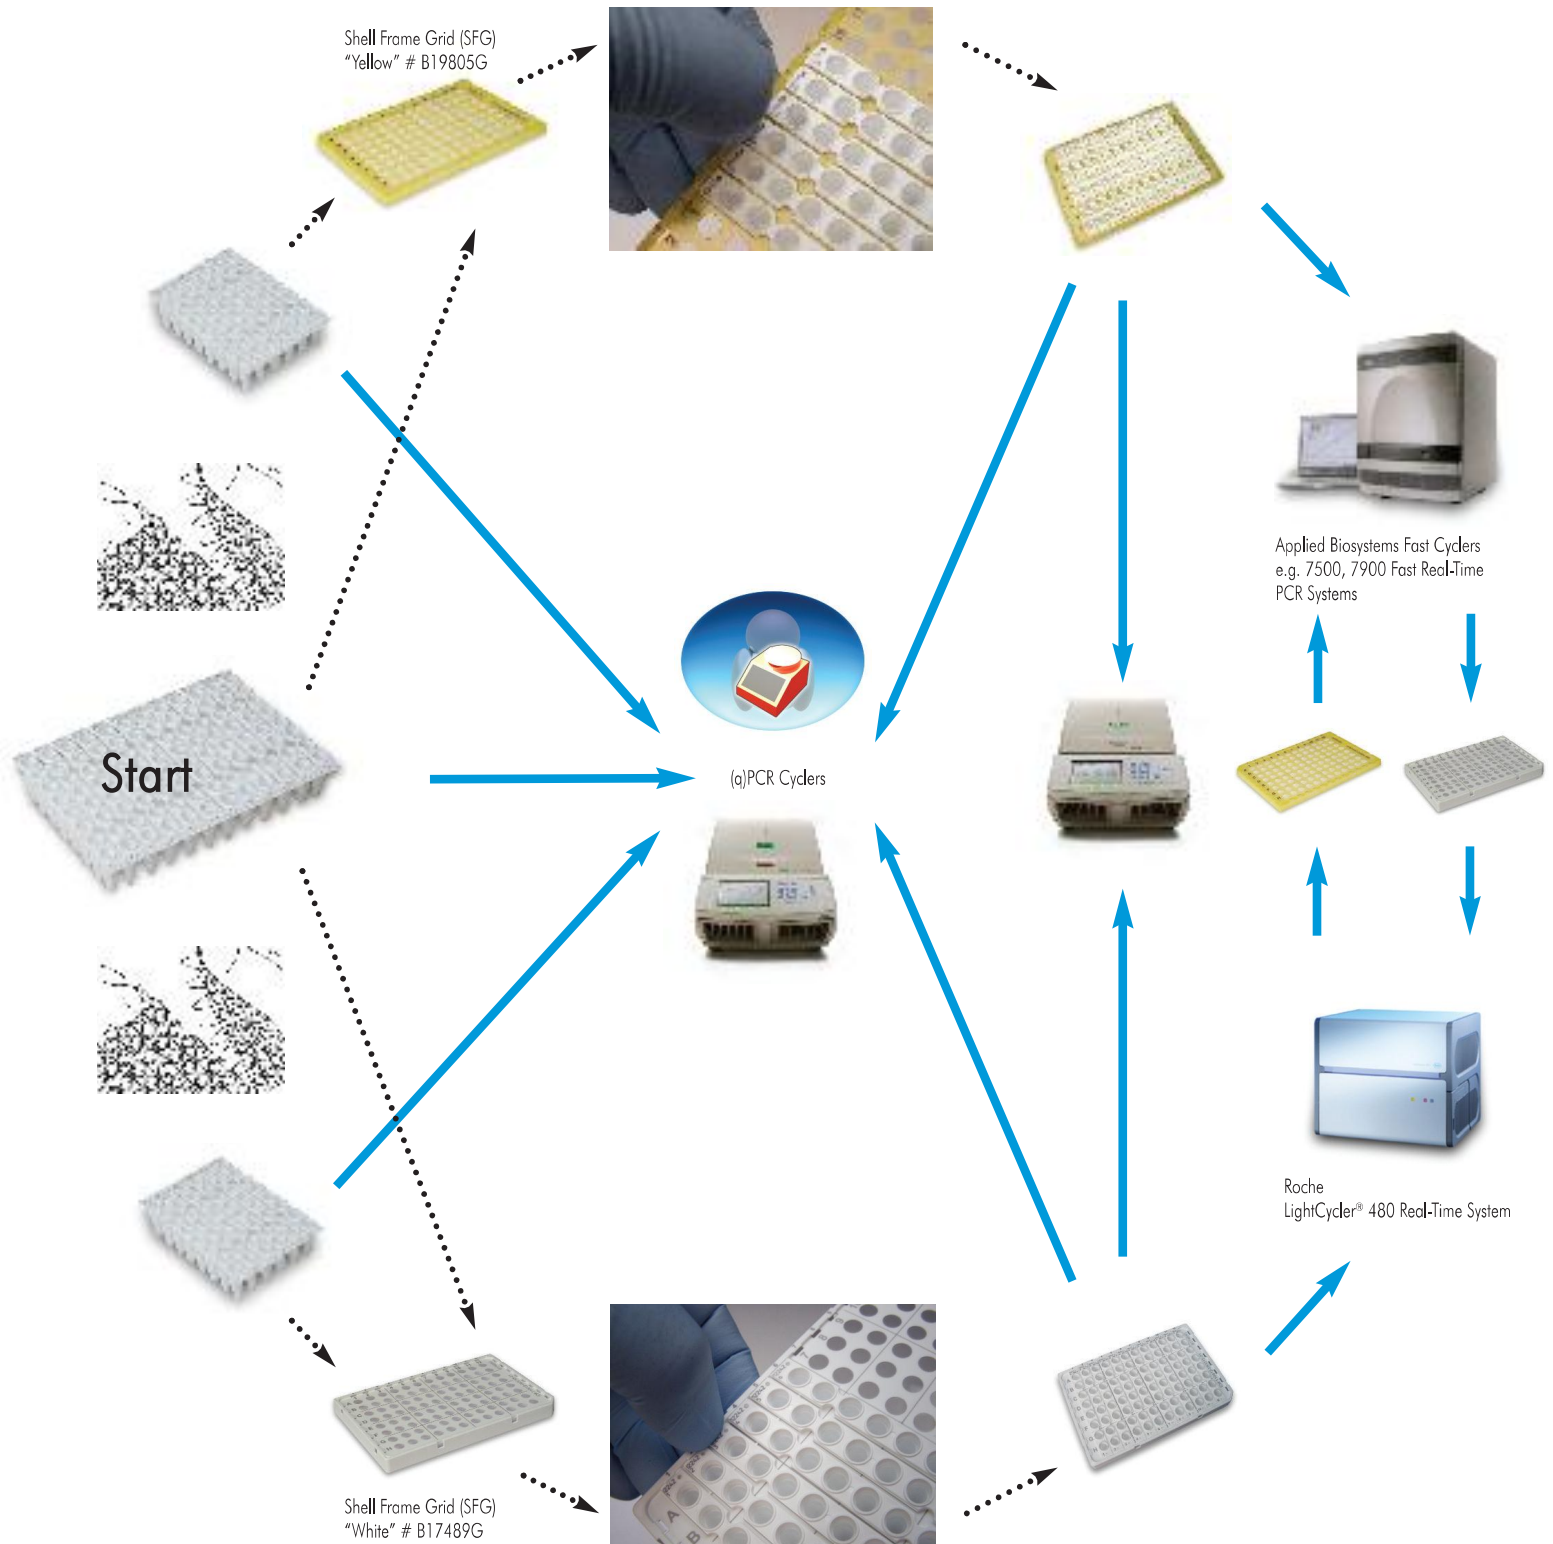 Shell Frame Grid (SFG)
"Yellow" # B19805G
Applied Biosystems Fast Cyclers
e.g. 7500, 7900 Fast Real-Time
PCR Systems
Start
(q)PCR Cyclers
Roche
LightCycler® 480 Real-Time System
A
B
Shell Frame Grid (SFG)
"White" # B17489G